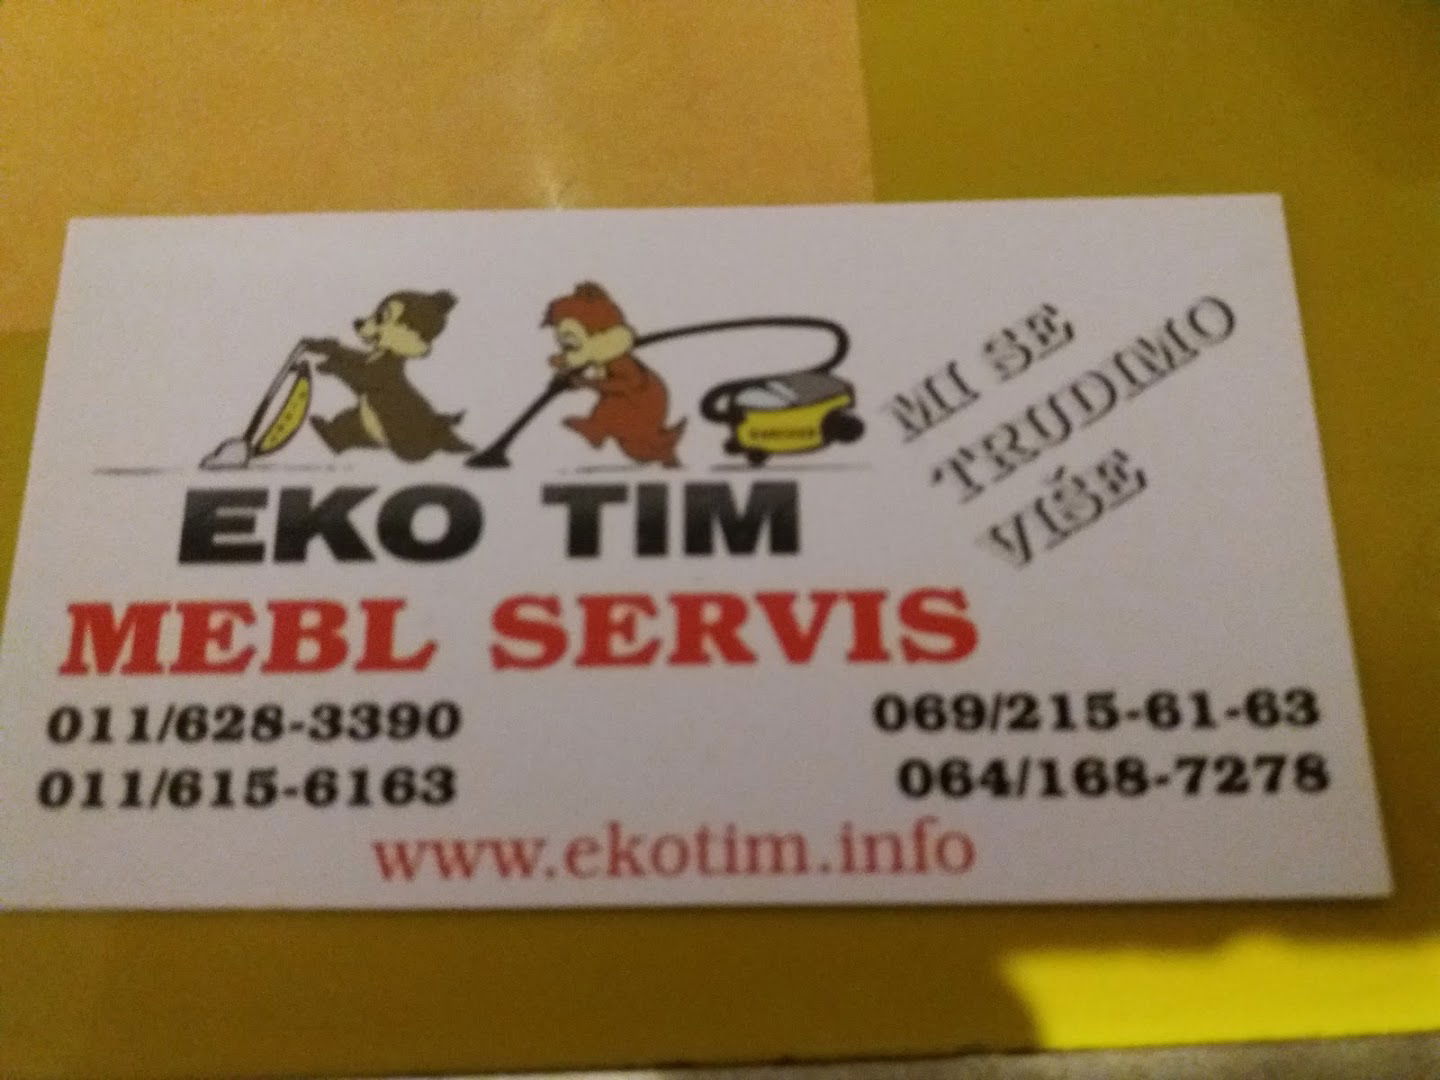 MI SE
TRUDIMO
VIŠE
EKO TIM
MEBL SERVIS
011/628-3390
069/215-61-63
011/615-6163
064/168-7278
www.ekotim.info